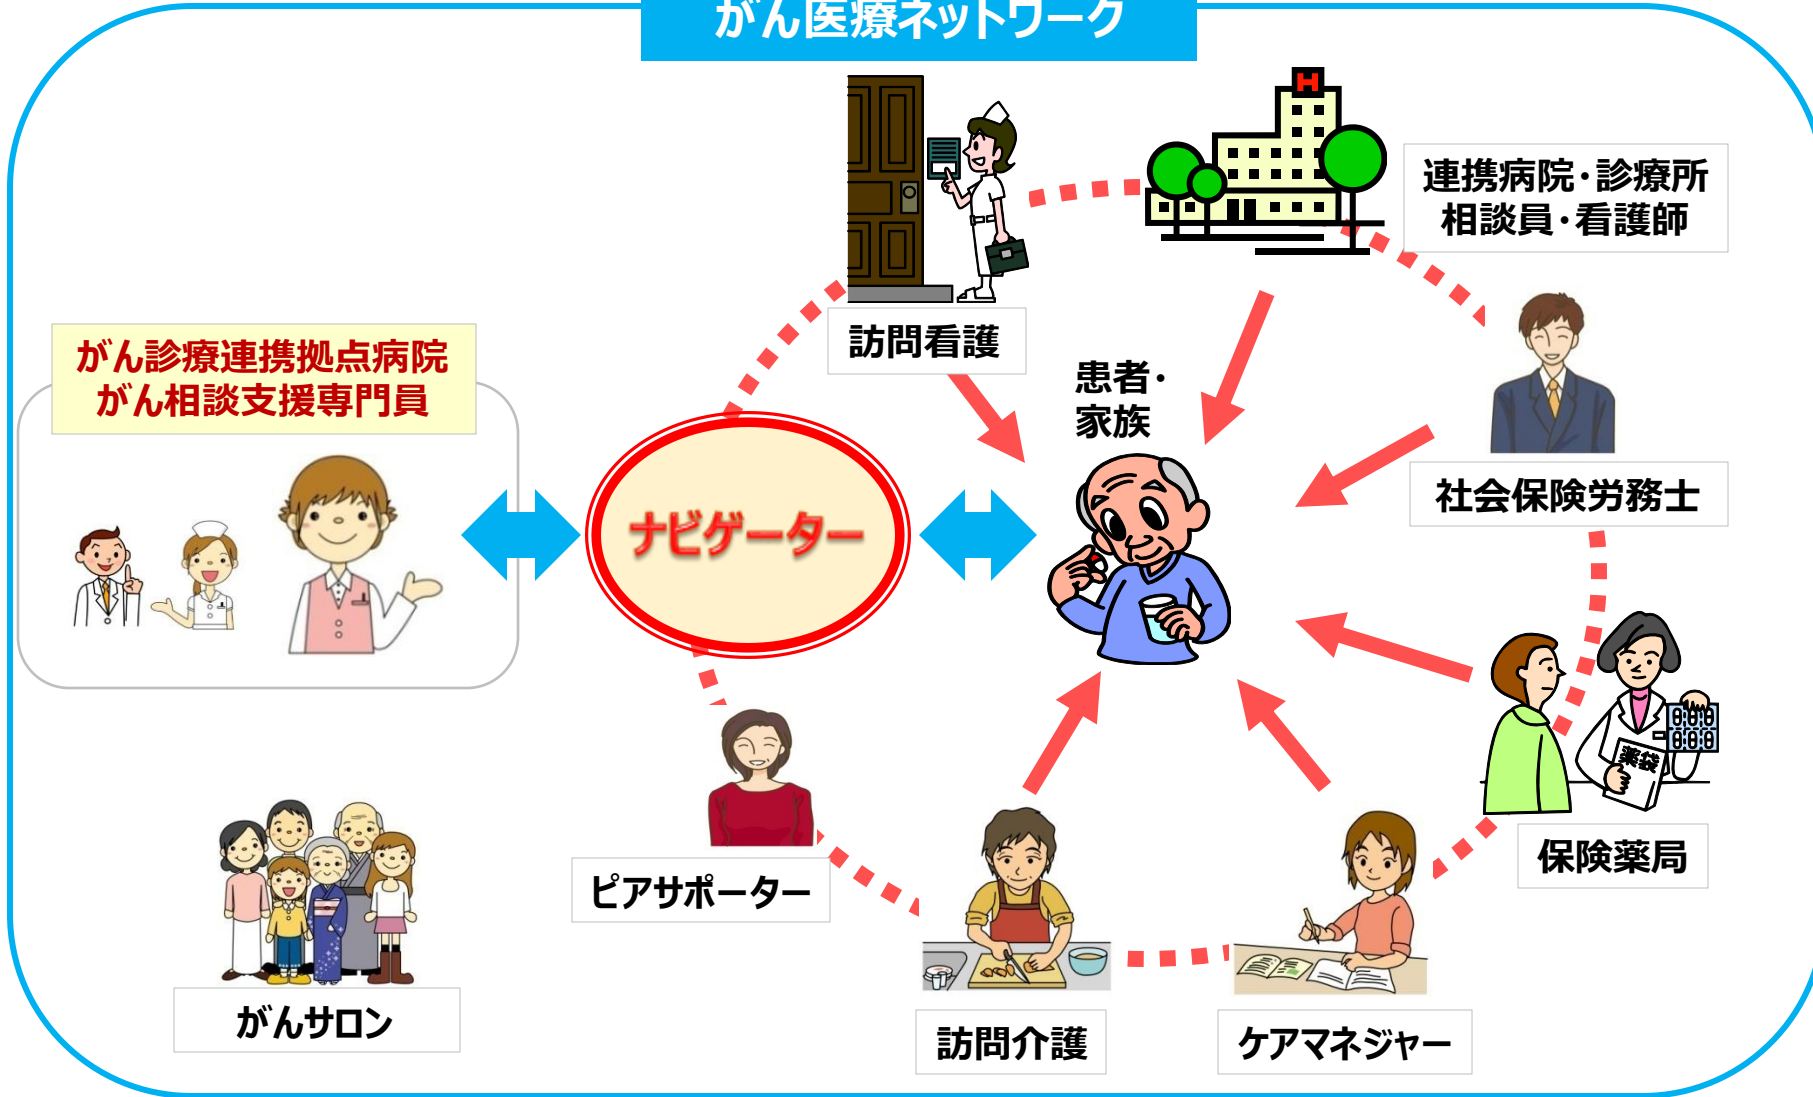 がん医療ネットワーク
H
連携病院・診療所
相談員・看護師
訪問看護
がん診療連携拠点病院
がん相談支援専門員
患者・
家族
社会保険労務士
ナビゲーター
薬袋
保険薬局
ピアサポーター
がんサロン
訪問介護
ケアマネジャー